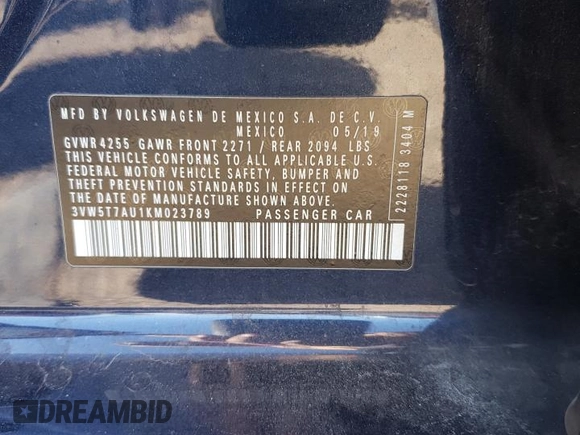 MFD BY VOLKSWAGEN DE MEXICO S.A. DE C.V.
MEXICO 05/19
GVWR4255 GAWR FRONT 2271 / REAR 2094 LBS
THIS VEHICLE CONFORMS TO ALL APPLICABLE U.S.
FEDERAL MOTOR VEHICLE SAFETY, BUMPER AND
THEFT PREVENTION STANDARDS IN EFFECT ON
THE DATE OF MANUFACTURE SHOWN ABOVE.
3VW5T7AU1KM023789 PASSENGER CAR
2228118 3404 M
DREAMBID